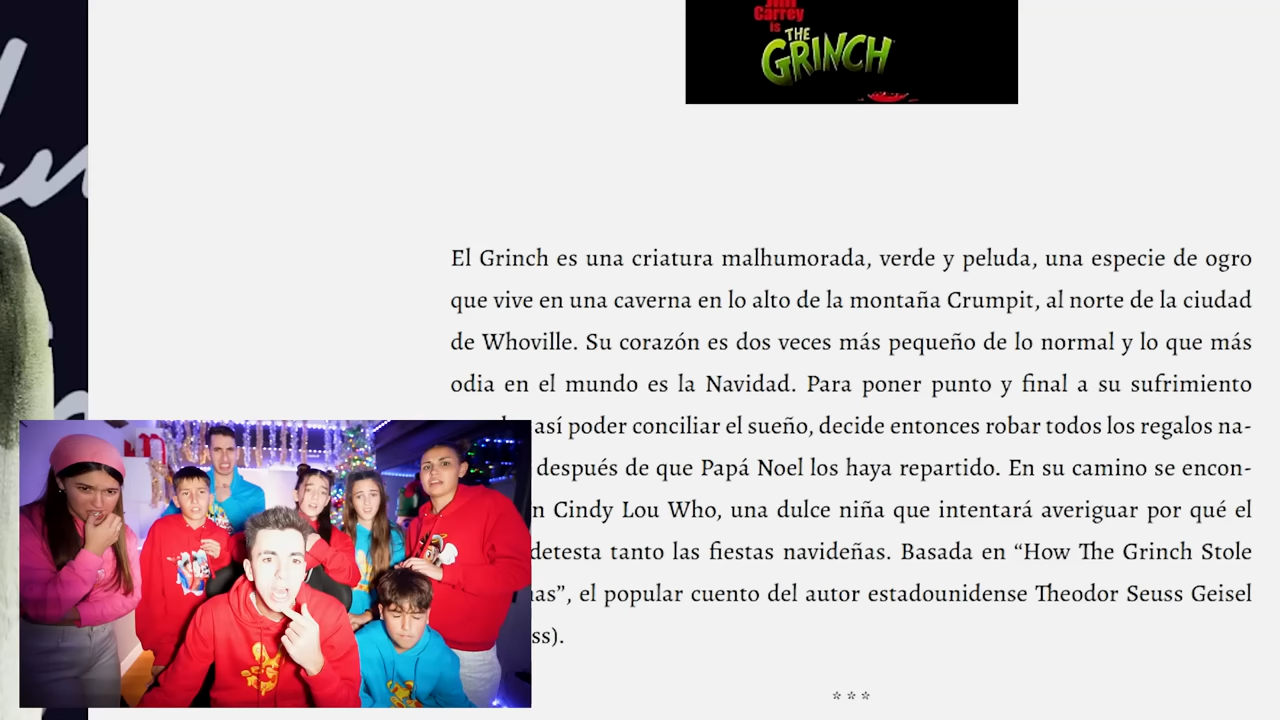 Jim
Carrey
is
THE
GRINCH
El Grinch es una criatura malhumorada, verde y peluda, una especie de ogro
que vive en una caverna en lo alto de la montaña Crumpit, al norte de la ciudad
de Whoville. Su corazón es dos veces más pequeño de lo normal y lo que más
odia en el mundo es la Navidad. Para poner punto y final a su sufrimiento
así poder conciliar el sueño, decide entonces robar todos los regalos na-
después de que Papá Noel los haya repartido. En su camino se encon-
Cindy Lou Who, una dulce niña que intentará averiguar por qué el
detesta tanto las fiestas navideñas. Basada en “How The Grinch Stole
”, el popular cuento del autor estadounidense Theodor Seuss Geisel
ss).
* * *